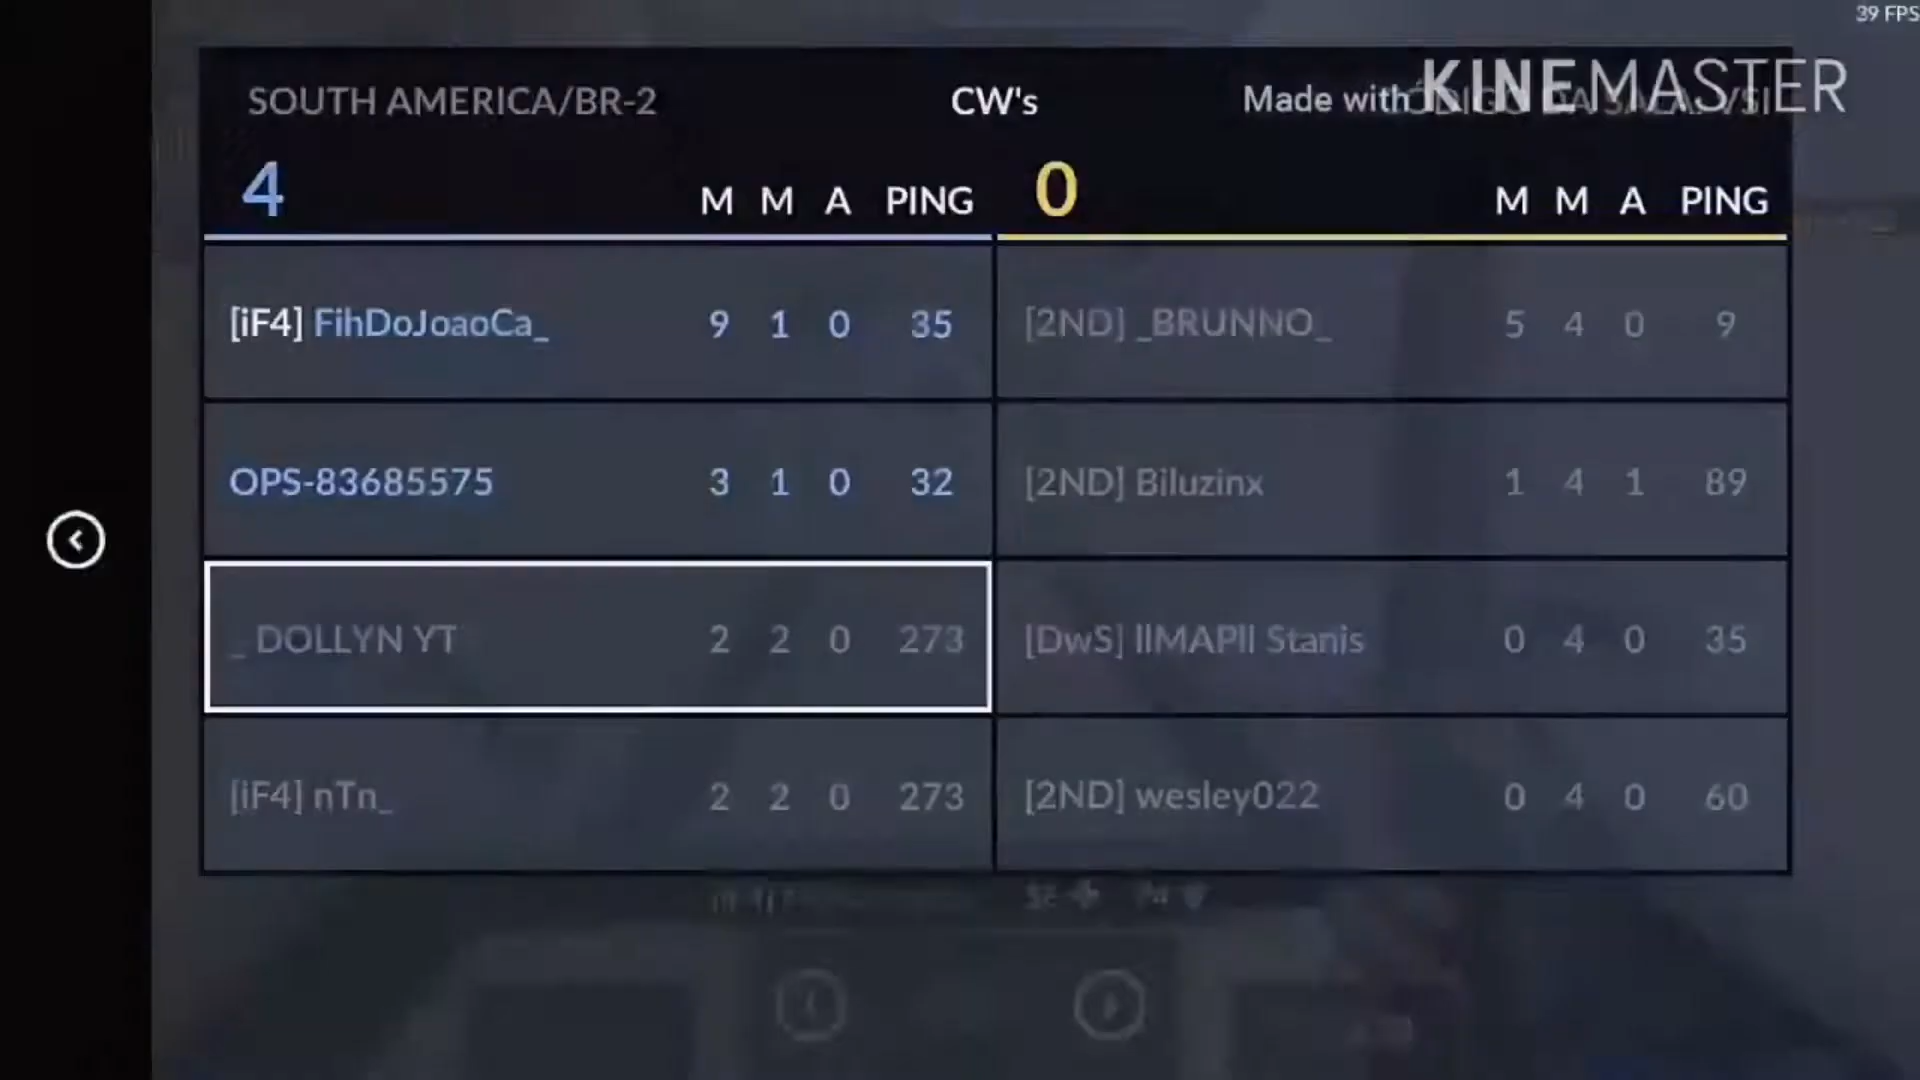 39 FPS
SOUTH AMERICA/BR-2
CW's
Made with KINEMASTER
4 M M A PING
0 M M A PING
[iF4] FihDoJoaoCa_ 9 1 0 35
[2ND] _BRUNNO_ 5 4 0 9
OPS-83685575 3 1 0 32
[2ND] Biluzinx 1 4 1 89
_ DOLLYN YT 2 2 0 273
[DwS] llMAPll Stanis 0 4 0 35
[iF4] nTn_ 2 2 0 273
[2ND] wesley022 0 4 0 60